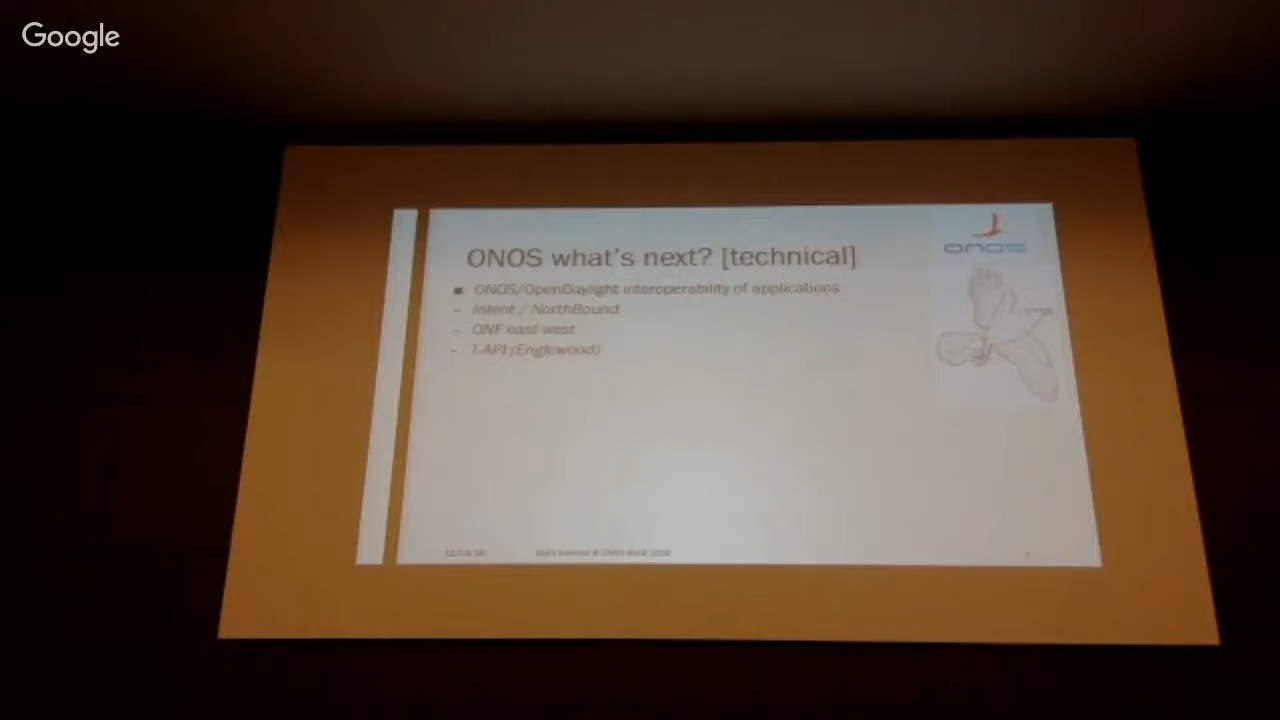 Google
ONOS
ONOS what's next? [technical]
■ ONOS/OpenDaylight interoperability of applications
– Intent / NorthBound
– ONF east-west
– T-API (Englewood)